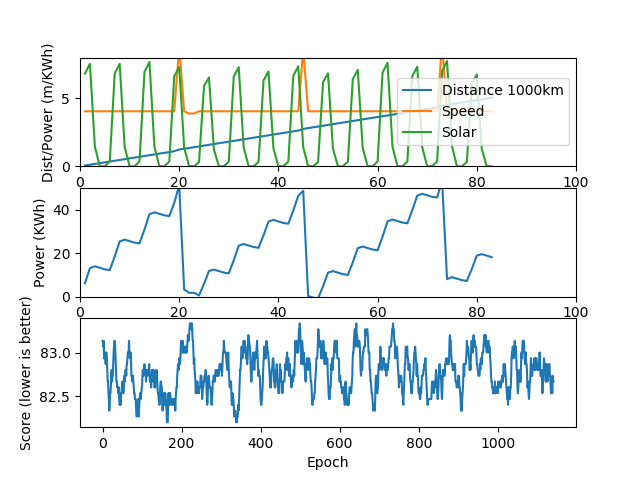 Dist/Power (m/KWh)
5
0
Distance 1000km
Speed
Solar
0 20 40 60 80 100
Power (KWh)
40
20
0
0 20 40 60 80 100
Score (lower is better)
83.0
82.5
0 200 400 600 800 1000
Epoch